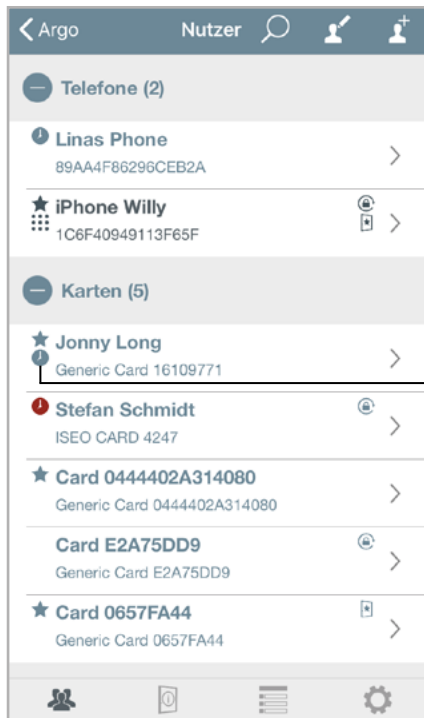 Argo Nutzer
Telefone (2)
Linas Phone
89AA4F86296CEB2A
iPhone Willy
1C6F40949113F65F
Karten (5)
Jonny Long
Generic Card 16109771
Stefan Schmidt
ISEO CARD 4247
Card 0444402A314080
Generic Card 0444402A314080
Card E2A75DD9
Generic Card E2A75DD9
Card 0657FA44
Generic Card 0657FA44